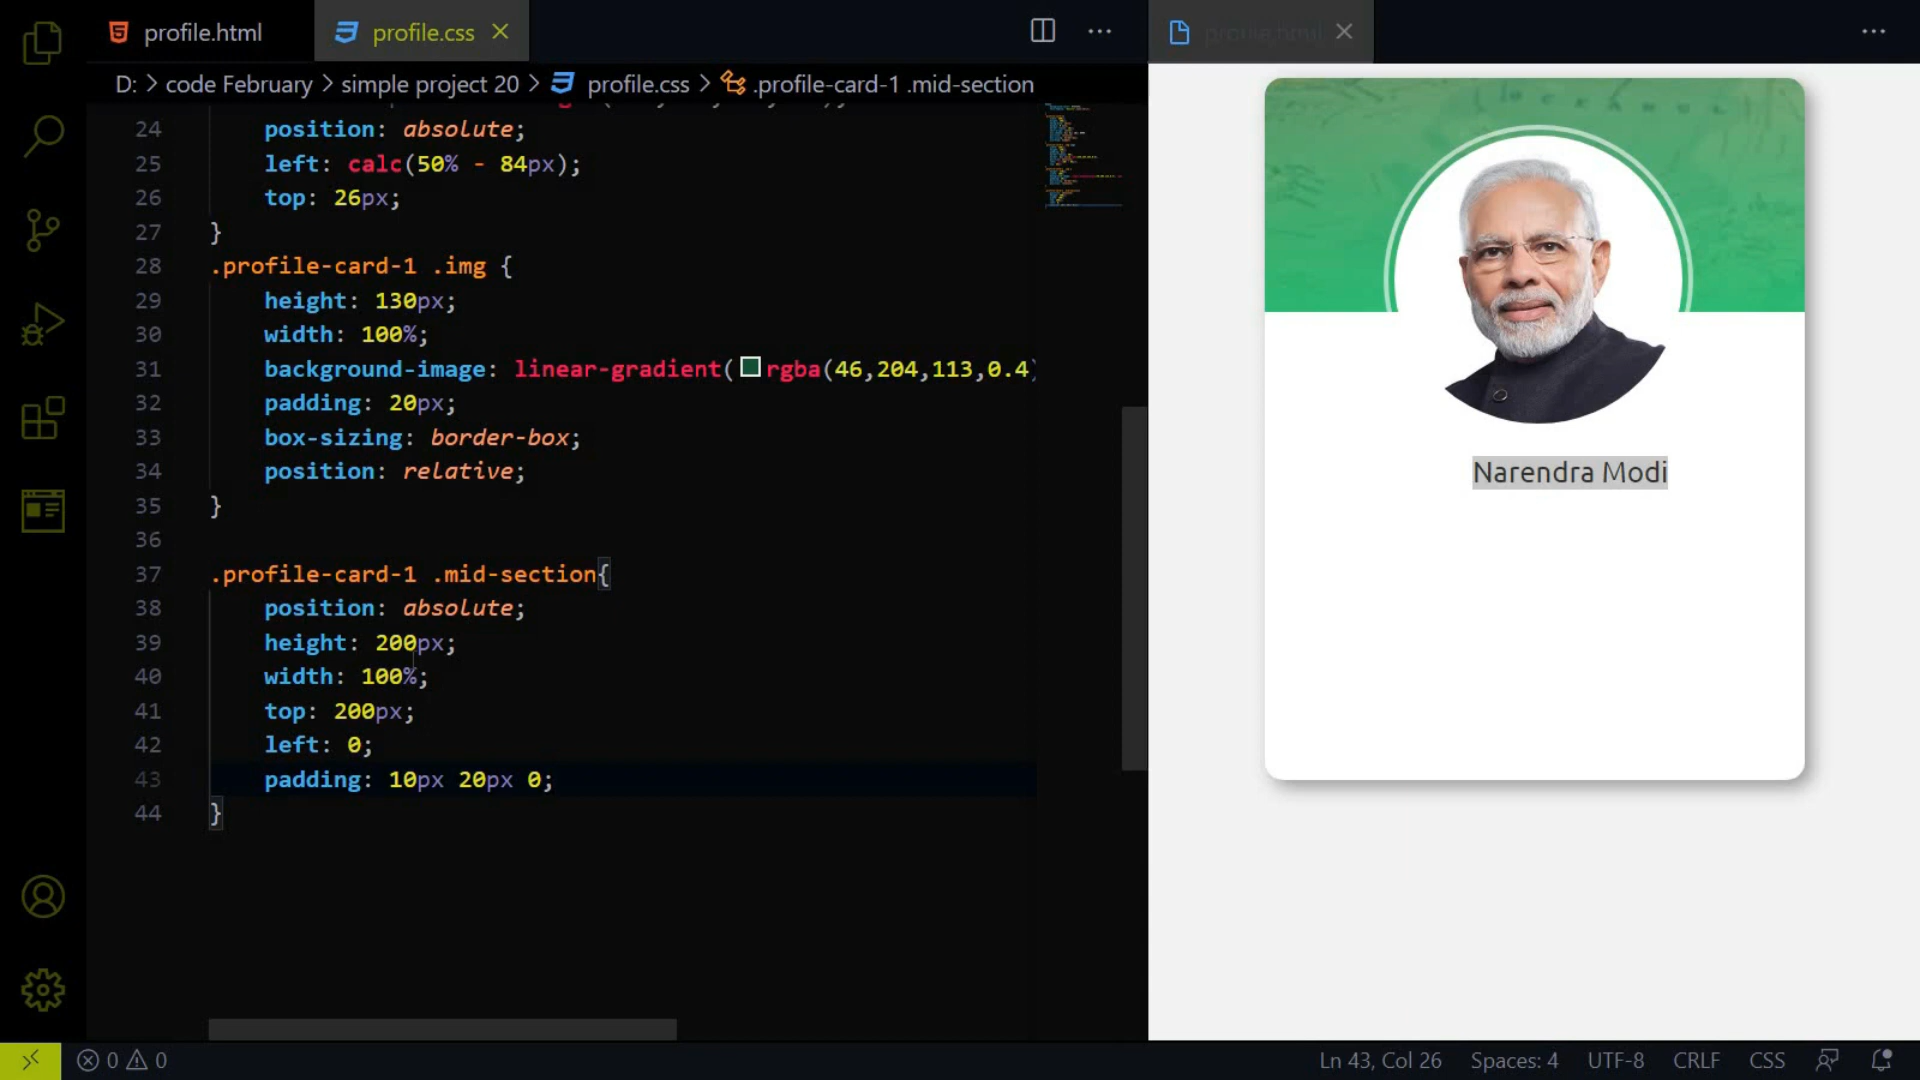 profile.html
profile.css
profile.html
D: > code February > simple project 20 > profile.css > .profile-card-1 .mid-section
24 position: absolute;
25 left: calc(50% - 84px);
26 top: 26px;
27 }
28 .profile-card-1 .img {
29 height: 130px;
30 width: 100%;
31 background-image: linear-gradient(rgba(46,204,113,0.4)
32 padding: 20px;
33 box-sizing: border-box;
34 position: relative;
35 }
36
37 .profile-card-1 .mid-section{
38 position: absolute;
39 height: 200px;
40 width: 100%;
41 top: 200px;
42 left: 0;
43 padding: 10px 20px 0;
44 }
Narendra Modi
0 0
Ln 43, Col 26 Spaces: 4 UTF-8 CRLF CSS